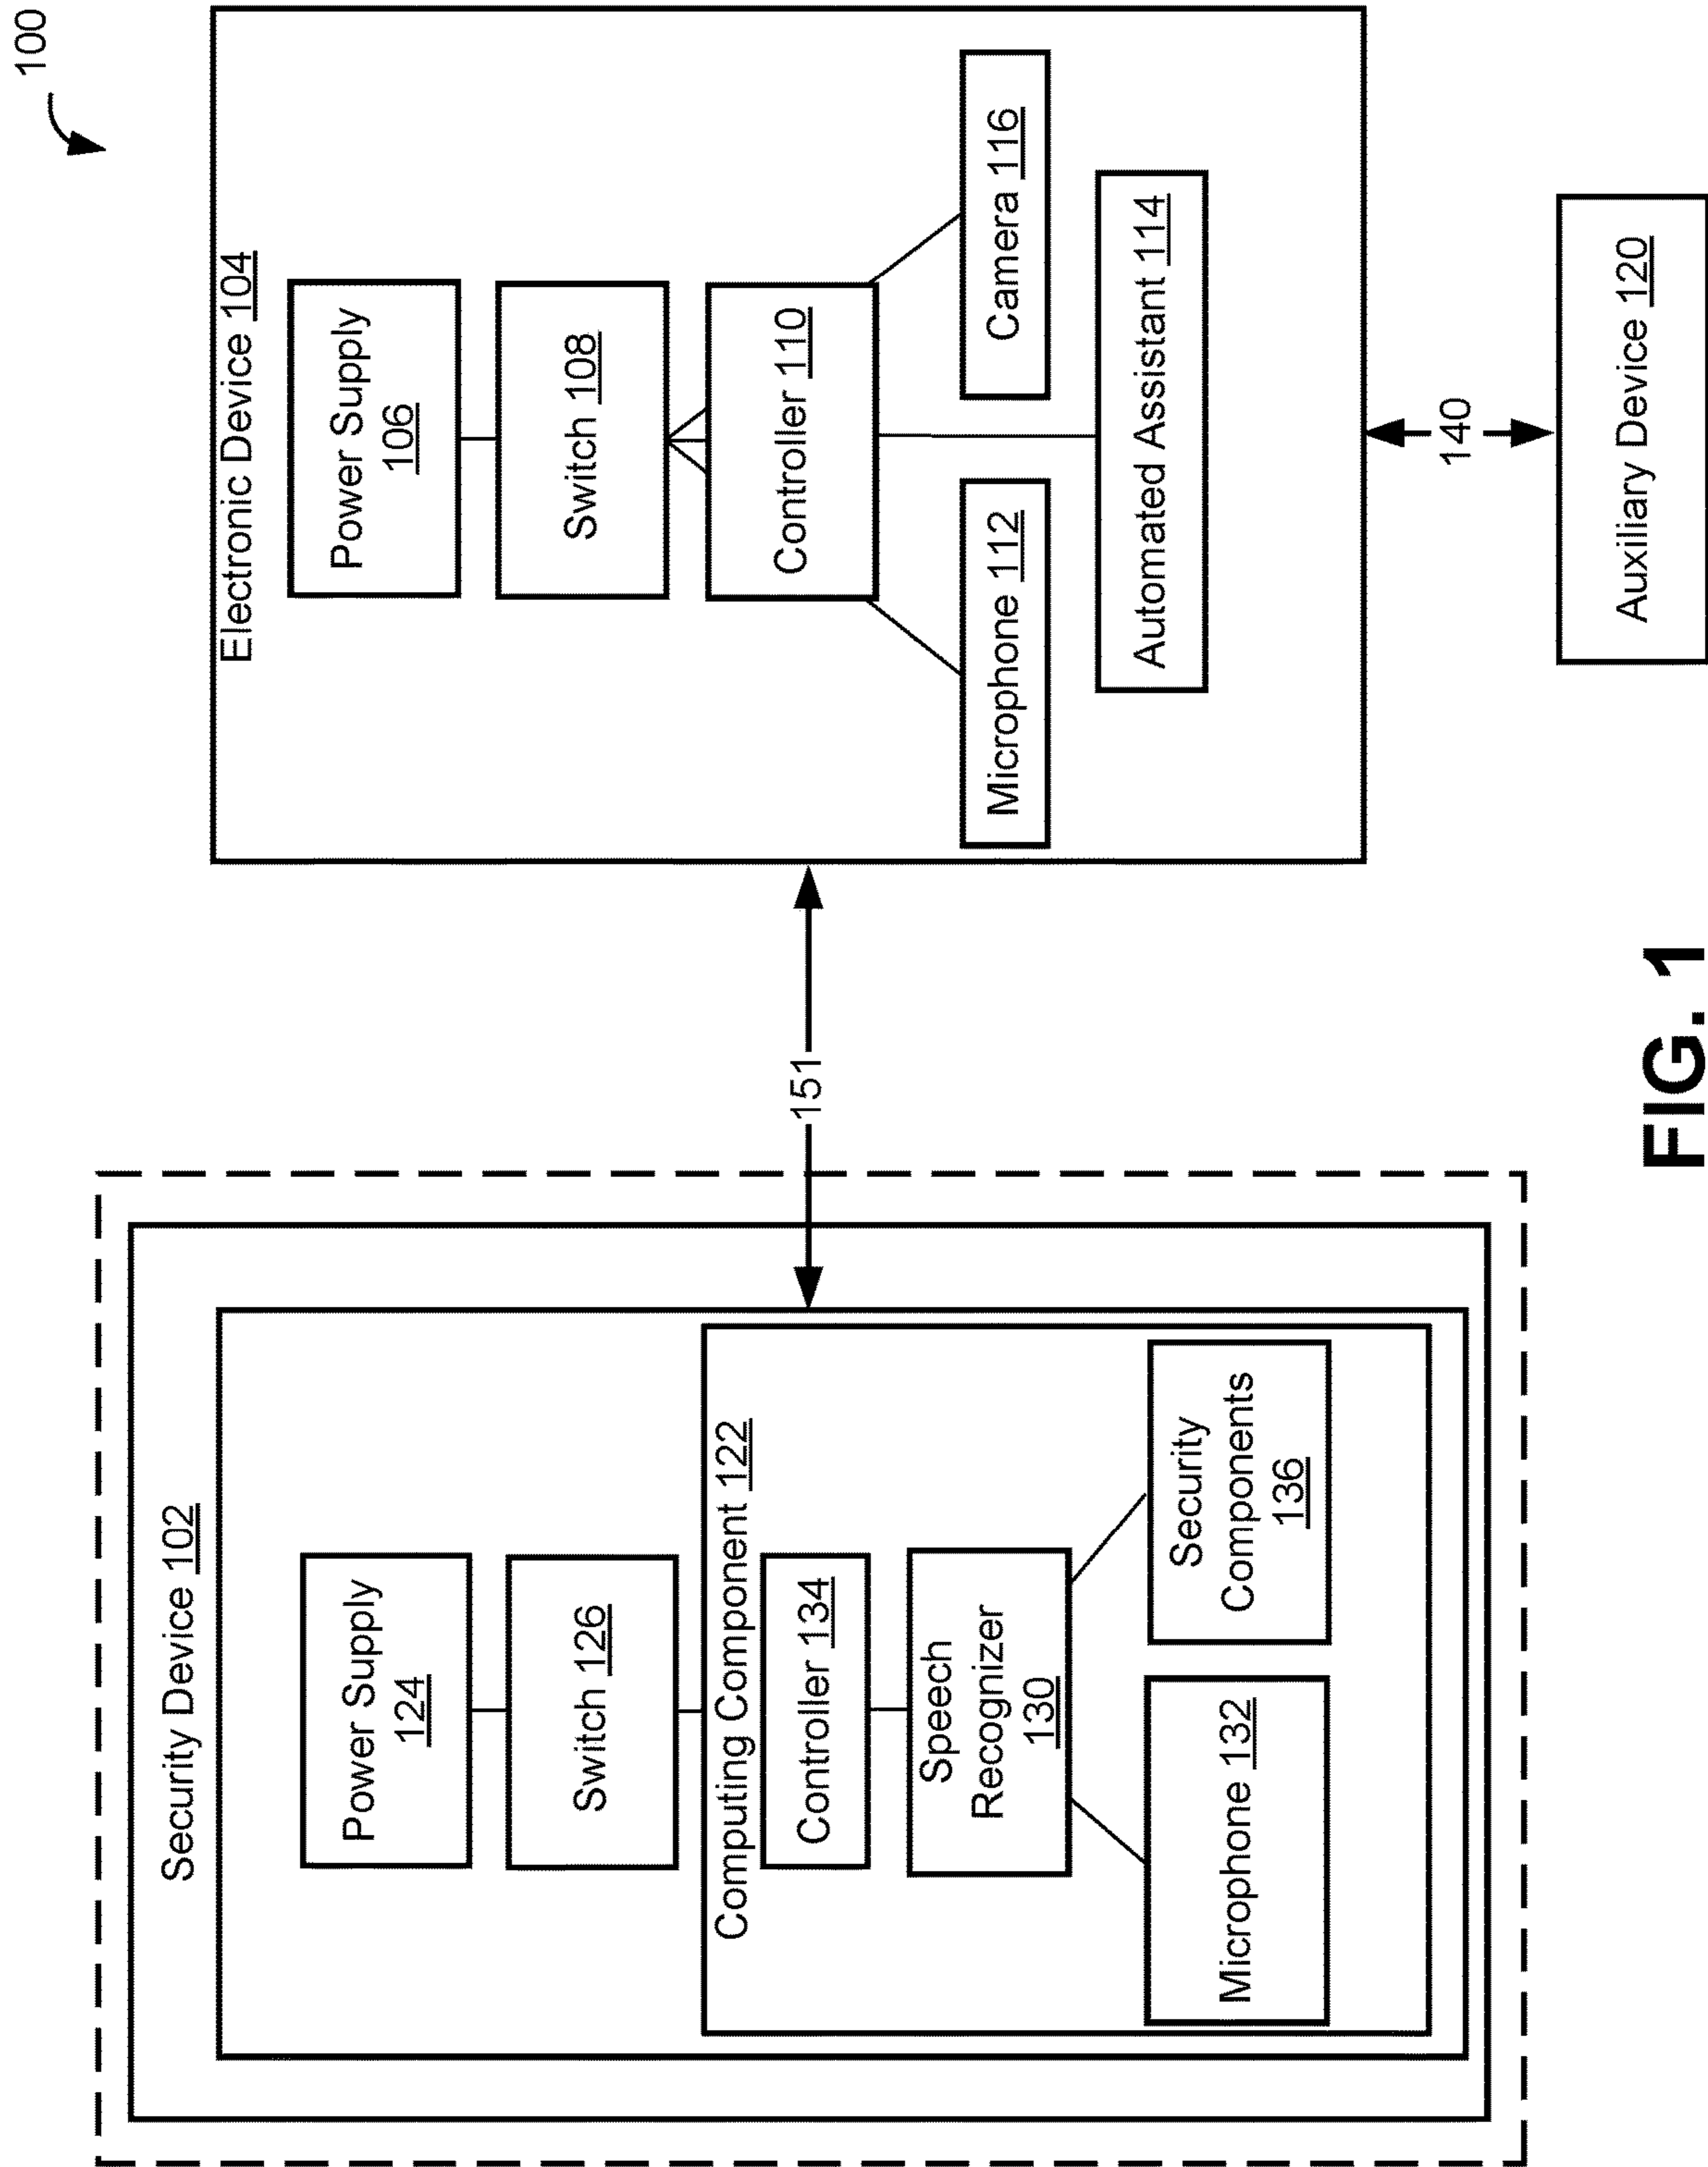 100
Security Device 102
Power Supply
124
Switch 126
Computing Component 122
Controller 134
Speech
Recognizer
130
Microphone 132
Security
Components
136
151
Electronic Device 104
Power Supply
106
Switch 108
Controller 110
Microphone 112
Camera 116
Automated Assistant 114
140
Auxiliary Device 120
FIG. 1